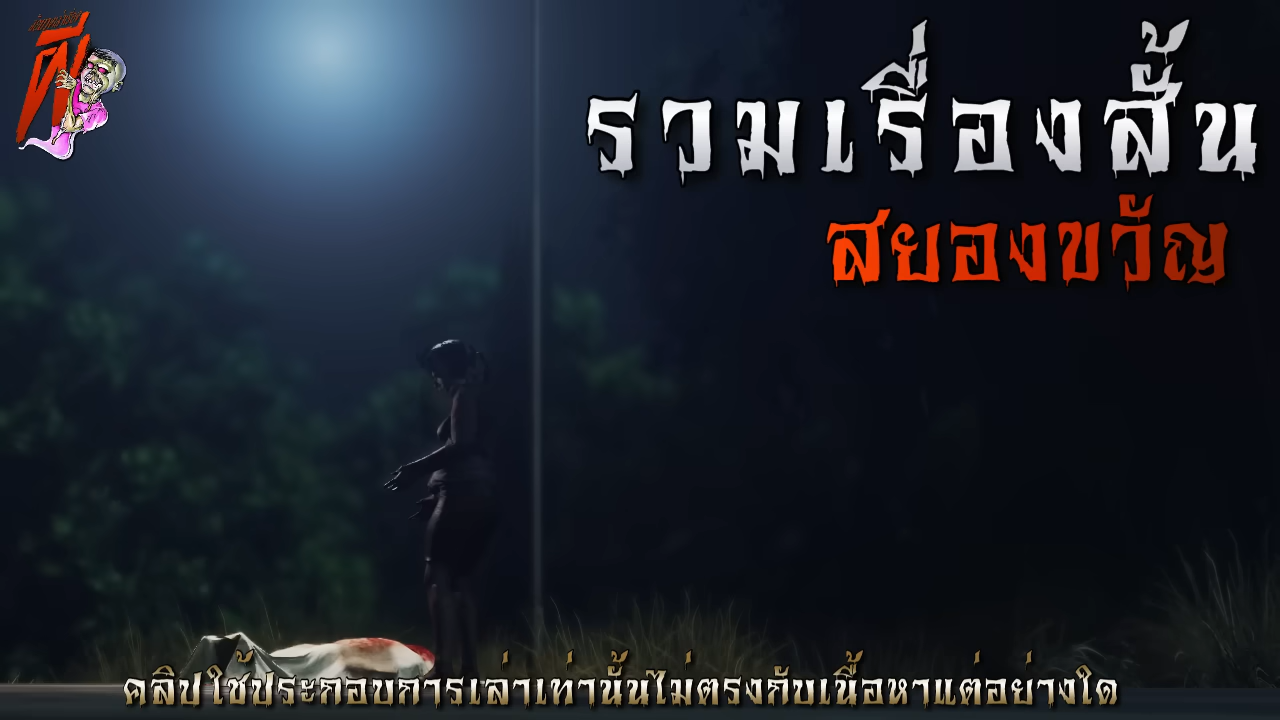 ผี
รวมเรื่องสั้น
สยองขวัญ
คลิปใช้ประกอบการเล่าเท่านั้นไม่ตรงกับเนื้อหาแต่อย่างใด